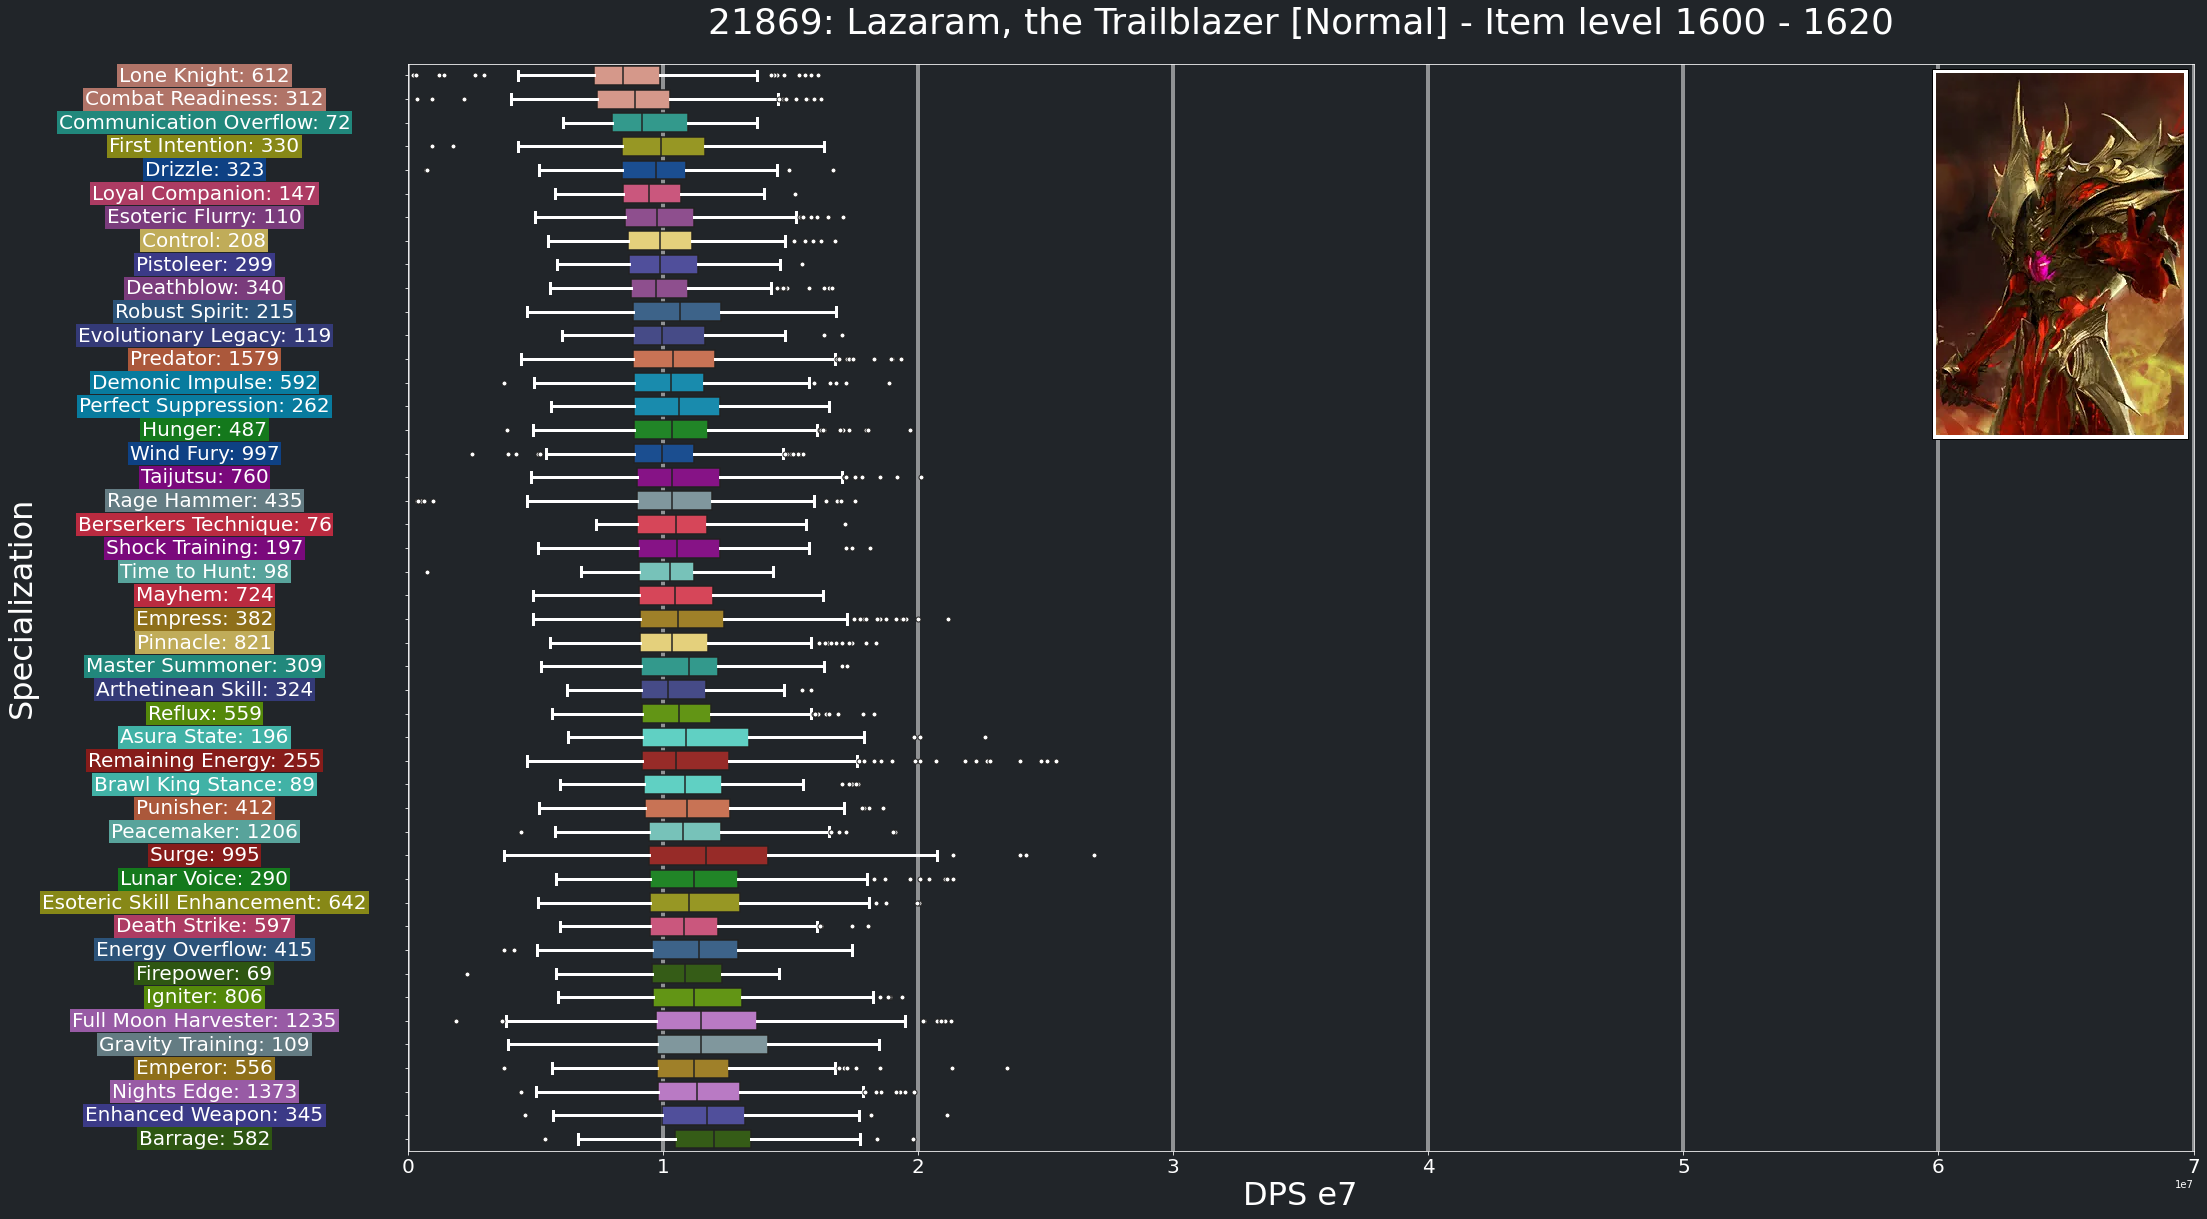 21869: Lazaram, the Trailblazer [Normal] - Item level 1600 - 1620
Specialization
Lone Knight: 612
Combat Readiness: 312
Communication Overflow: 72
First Intention: 330
Drizzle: 323
Loyal Companion: 147
Esoteric Flurry: 110
Control: 208
Pistoleer: 299
Deathblow: 340
Robust Spirit: 215
Evolutionary Legacy: 119
Predator: 1579
Demonic Impulse: 592
Perfect Suppression: 262
Hunger: 487
Wind Fury: 997
Taijutsu: 760
Rage Hammer: 435
Berserkers Technique: 76
Shock Training: 197
Time to Hunt: 98
Mayhem: 724
Empress: 382
Pinnacle: 821
Master Summoner: 309
Arthetinean Skill: 324
Reflux: 559
Asura State: 196
Remaining Energy: 255
Brawl King Stance: 89
Punisher: 412
Peacemaker: 1206
Surge: 995
Lunar Voice: 290
Esoteric Skill Enhancement: 642
Death Strike: 597
Energy Overflow: 415
Firepower: 69
Igniter: 806
Full Moon Harvester: 1235
Gravity Training: 109
Emperor: 556
Nights Edge: 1373
Enhanced Weapon: 345
Barrage: 582
0 1 2 3 4 5 6 7
1e7
DPS e7